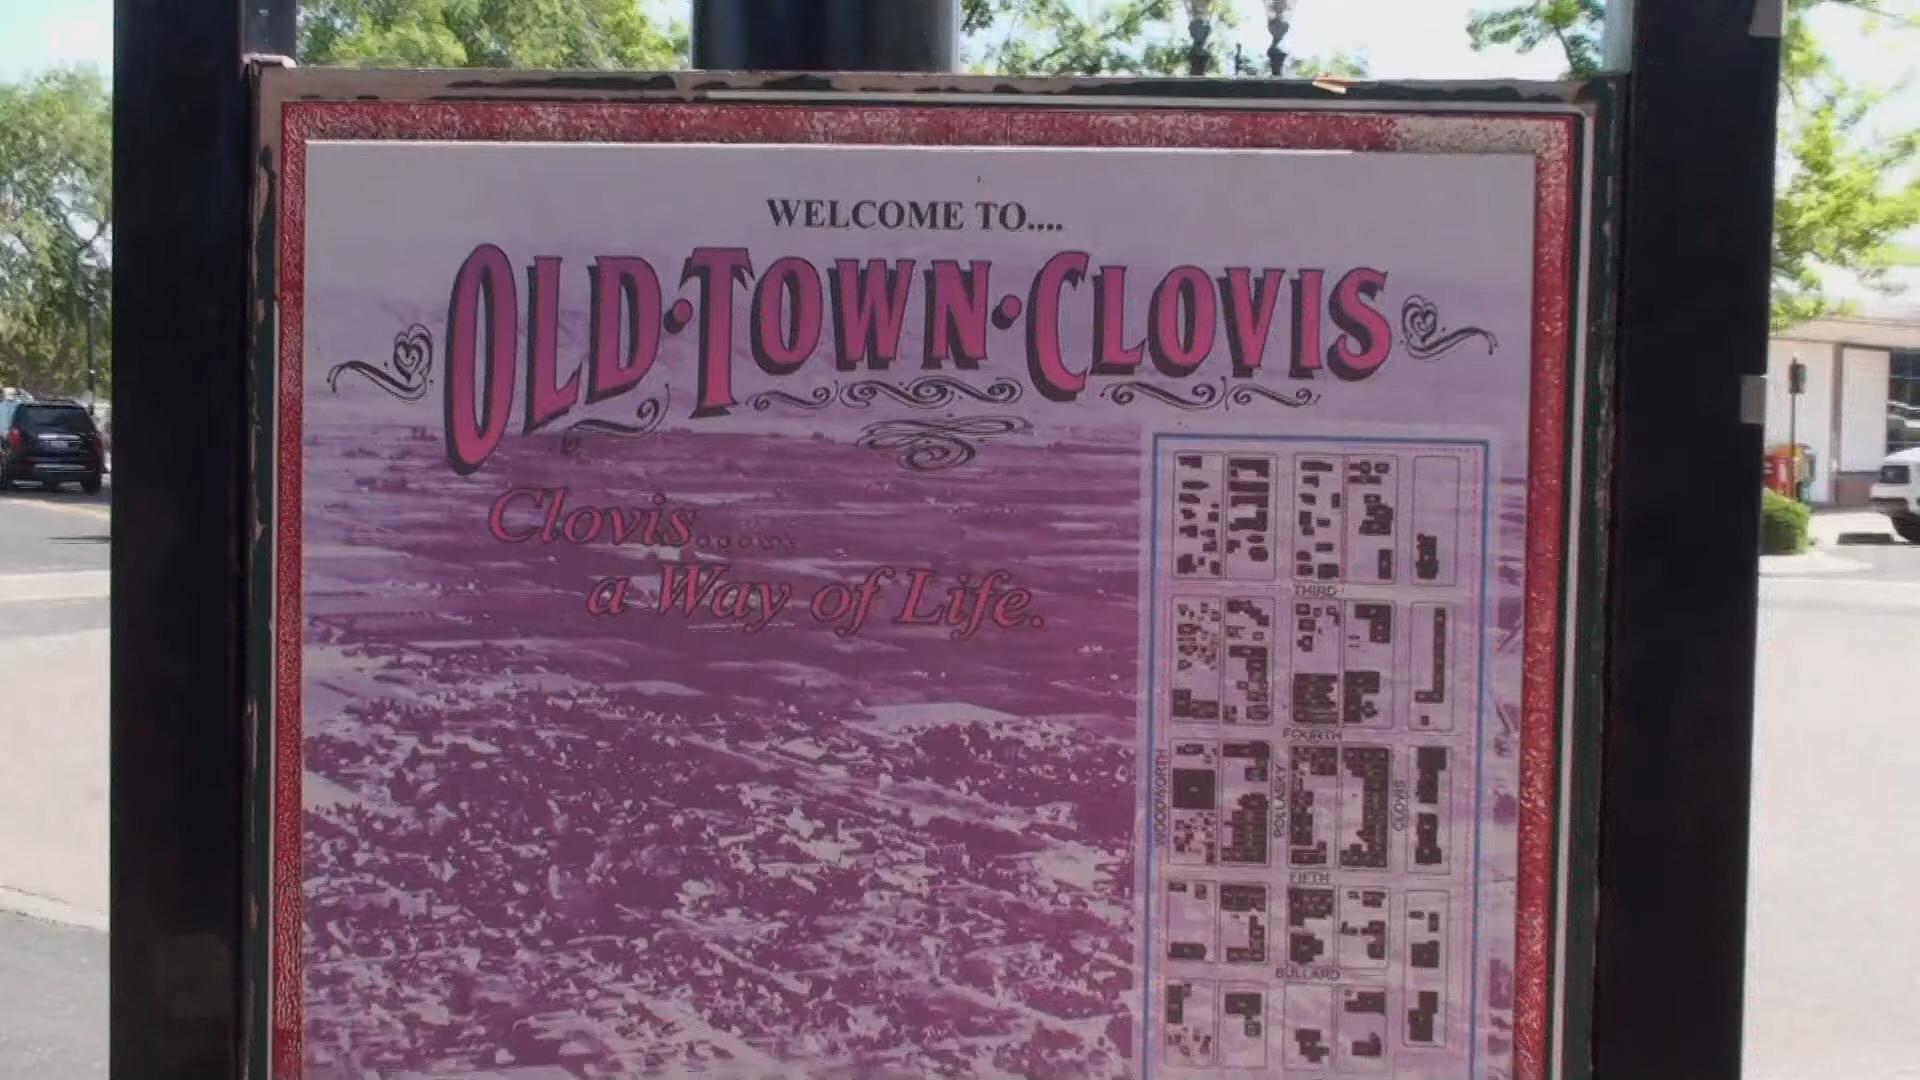 WELCOME TO....
OLD·TOWN·CLOVIS
Clovis......
a Way of Life.
THIRD
FOURTH
WOODWORTH
POLLASKY
CLOVIS
FIFTH
BULLARD